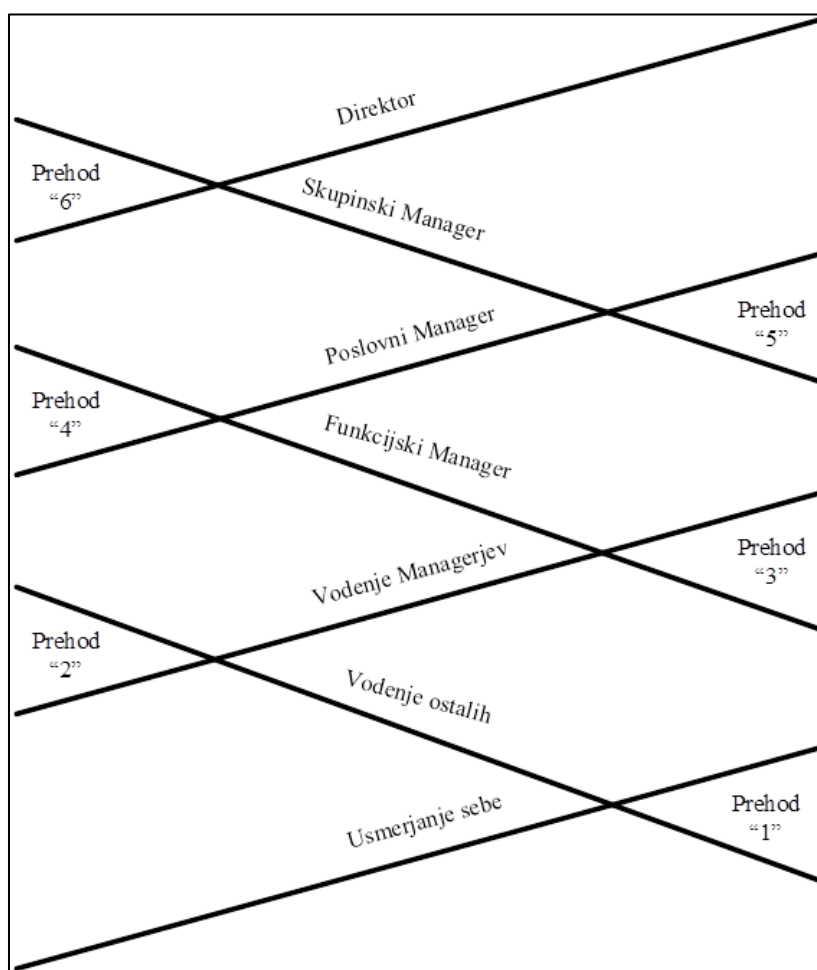 Direktor
Prehod
“6”
Skupinski Manager
Prehod
“5”
Poslovni Manager
Prehod
“4”
Funkcijski Manager
Prehod
“3”
Vodenje Managerjev
Prehod
“2”
Vodenje ostalih
Prehod
“1”
Usmerjanje sebe